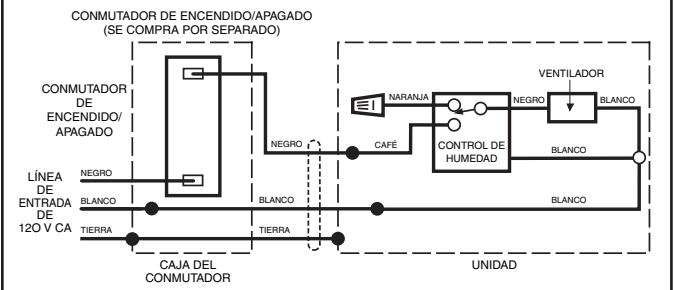 CONMUTADOR DE ENCENDIDO/APAGADO
(SE COMPRA POR SEPARADO)
CONMUTADOR
DE
ENCENDIDO/
APAGADO
LÍNEA
DE
ENTRADA
DE
12O V CA
NEGRO
BLANCO
TIERRA
NEGRO
BLANCO
TIERRA
CAJA DEL
CONMUTADOR
NARANJA
CAFÉ
CONTROL DE
HUMEDAD
NEGRO
VENTILADOR
BLANCO
BLANCO
BLANCO
UNIDAD